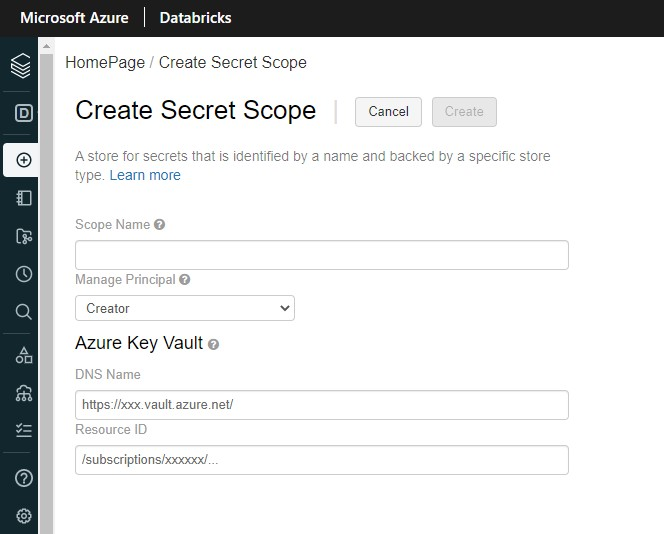 Microsoft Azure | Databricks
HomePage / Create Secret Scope
Create Secret Scope | Cancel Create
A store for secrets that is identified by a name and backed by a specific store
type. Learn more
Scope Name ?
Manage Principal ?
Creator
Azure Key Vault ?
DNS Name
https://xxx.vault.azure.net/
Resource ID
/subscriptions/xxxxxx/...